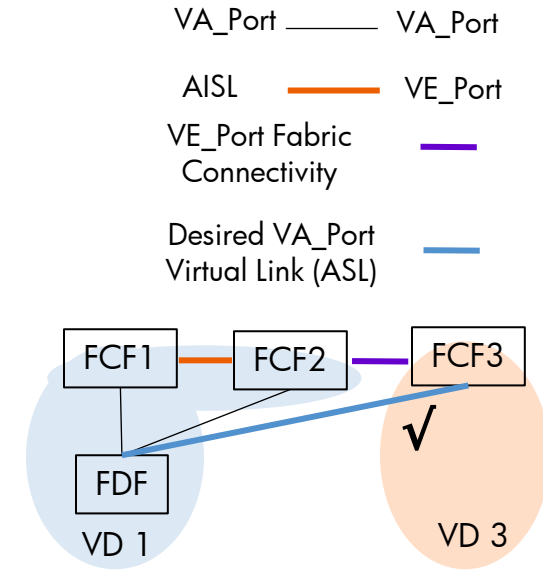 VA_Port VA_Port
AISL VE_Port
VE_Port Fabric
Connectivity
Desired VA_Port
Virtual Link (ASL)
FCF1 FCF2 FCF3
√
FDF
VD 1 VD 3